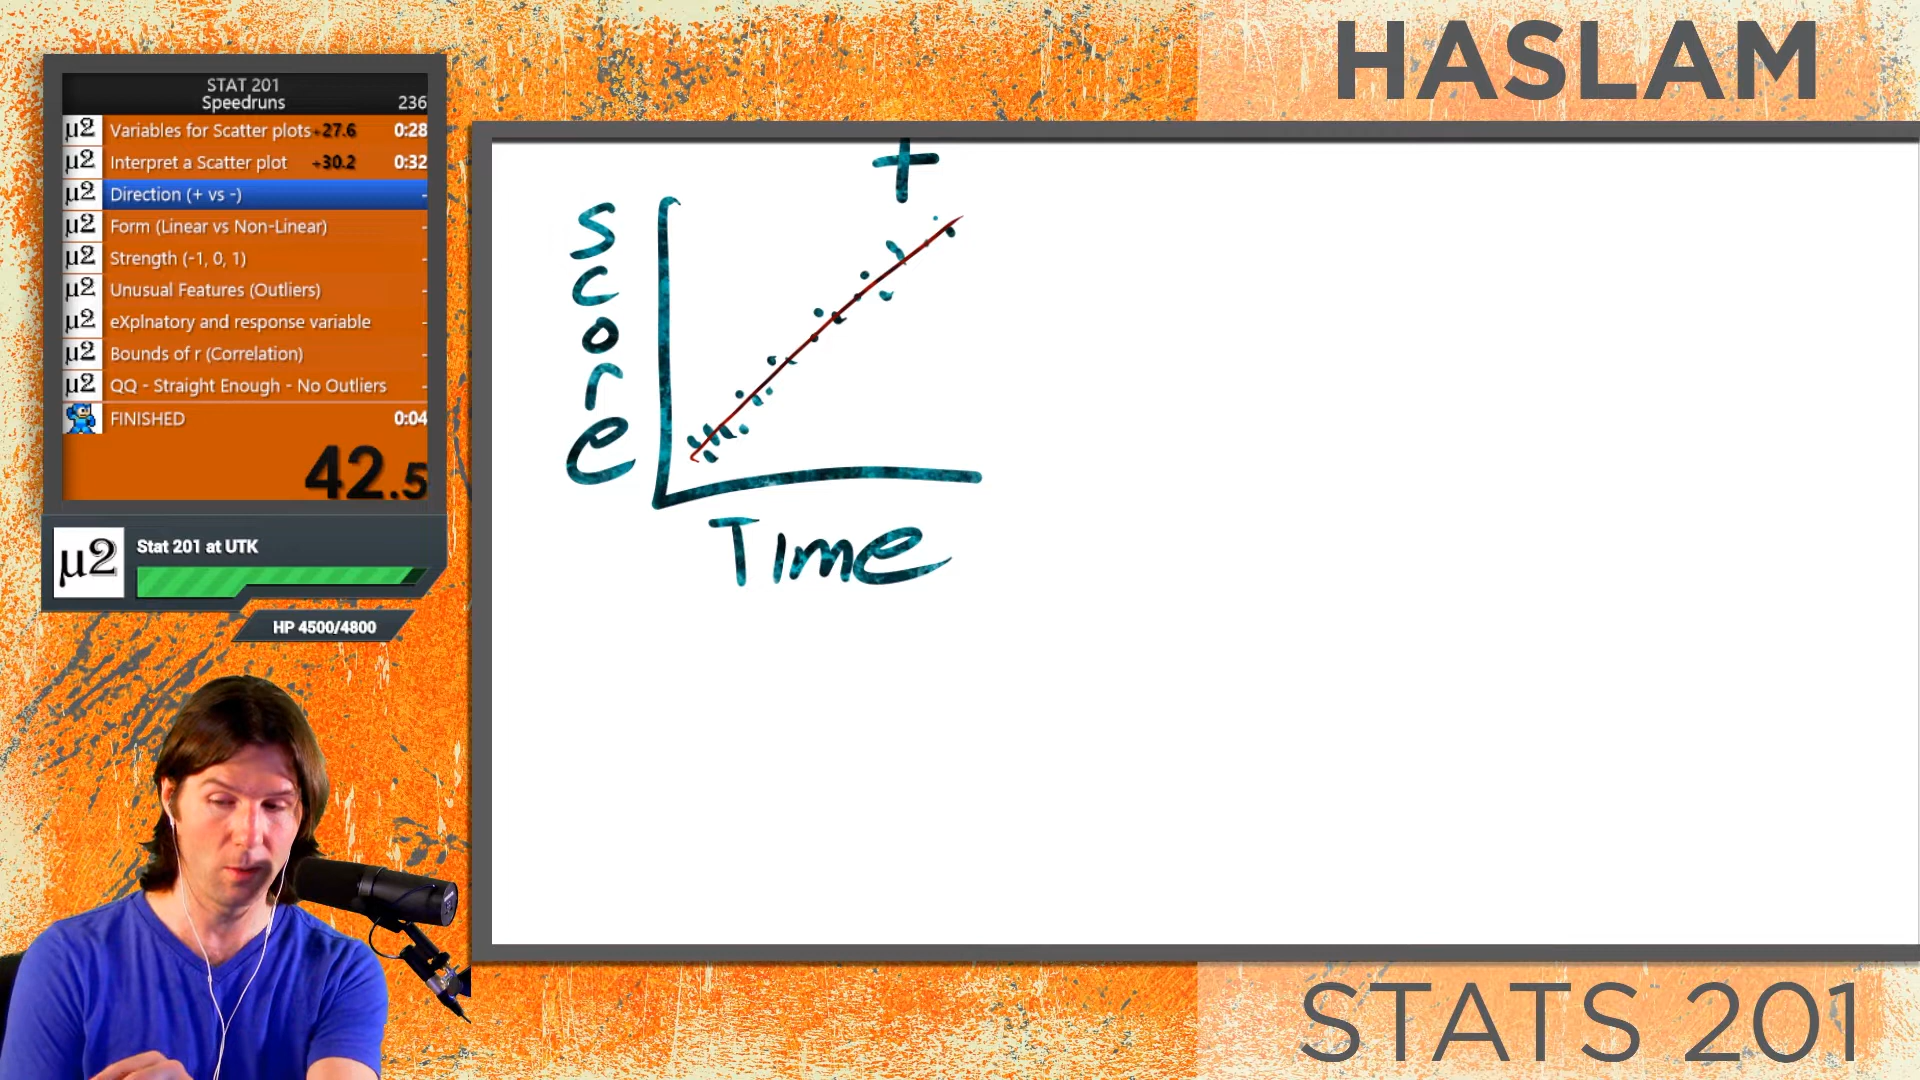 HASLAM
STAT 201
Speedruns 236
µ2 Variables for Scatter plots +27.6 0:28
µ2 Interpret a Scatter plot +30.2 0:32
µ2 Direction (+ vs -) -
µ2 Form (Linear vs Non-Linear) -
µ2 Strength (-1, 0, 1) -
µ2 Unusual Features (Outliers) -
µ2 eXplnatory and response variable -
µ2 Bounds of r (Correlation) -
µ2 QQ - Straight Enough - No Outliers -
FINISHED 0:04
42.5
µ2 Stat 201 at UTK
HP 4500/4800
+
score
Time
STATS 201